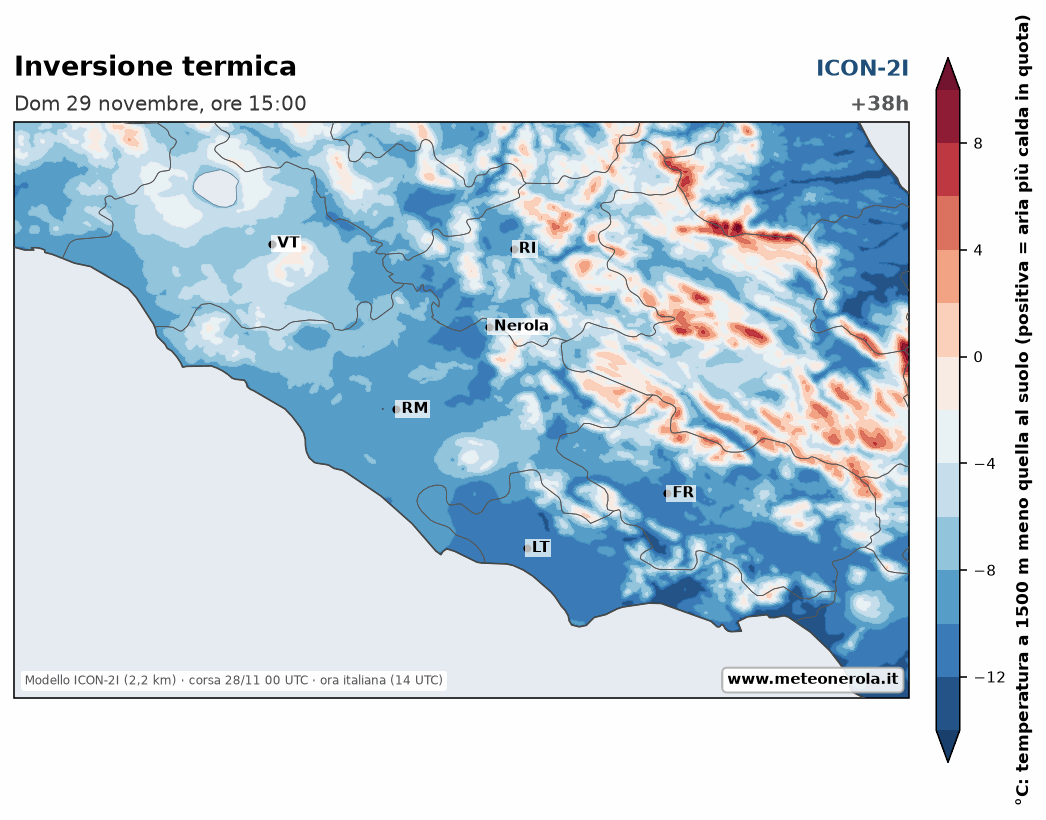 Inversione termica
ICON-2I
Dom 29 novembre, ore 15:00
+38h
VT
RI
Nerola
RM
FR
LT
Modello ICON-2I (2,2 km) · corsa 28/11 00 UTC · ora italiana (14 UTC)
www.meteonerola.it
8
4
0
−4
−8
−12
°C: temperatura a 1500 m meno quella al suolo (positiva = aria più calda in quota)